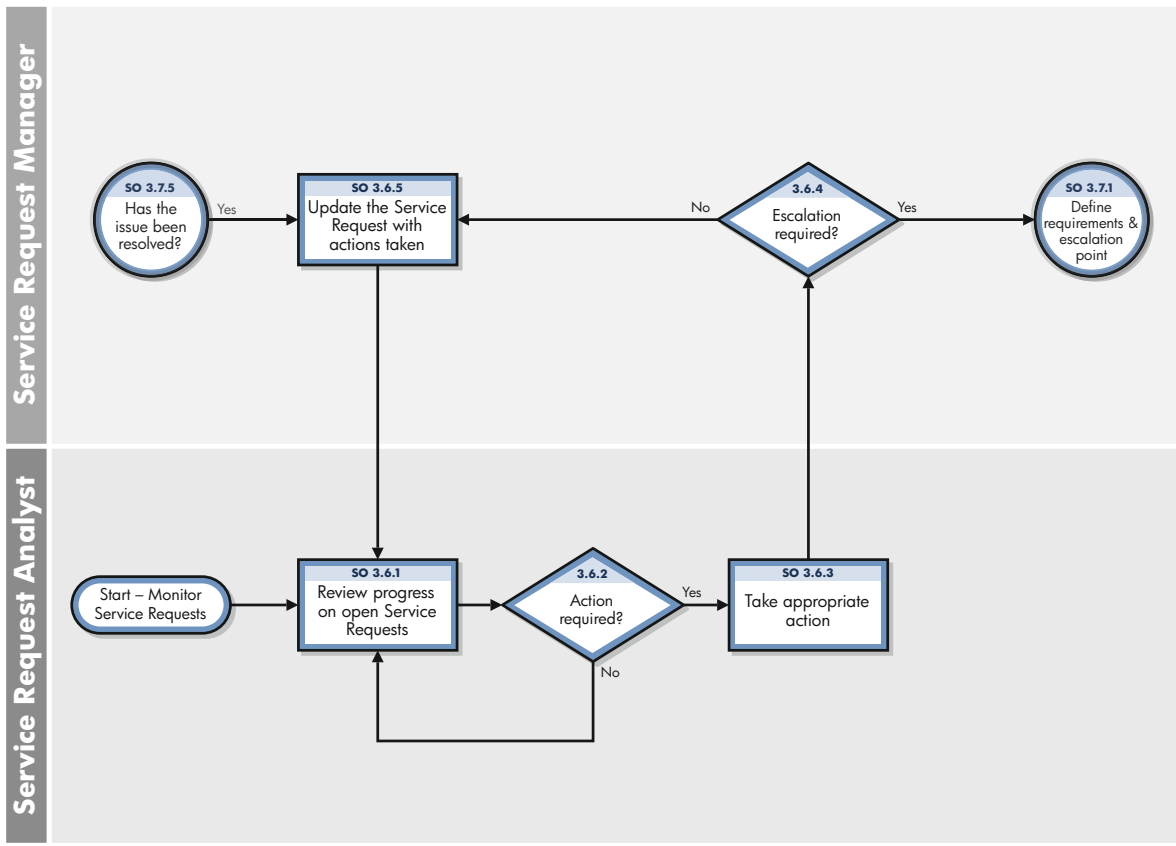 Service Request Manager
SO 3.7.5
Has the
issue been
resolved?
Yes
SO 3.6.5
Update the Service
Request with
actions taken
No
3.6.4
Escalation
required?
Yes
SO 3.7.1
Define
requirements &
escalation
point
Service Request Analyst
Start – Monitor
Service Requests
SO 3.6.1
Review progress
on open Service
Requests
3.6.2
Action
required?
Yes
No
SO 3.6.3
Take appropriate
action